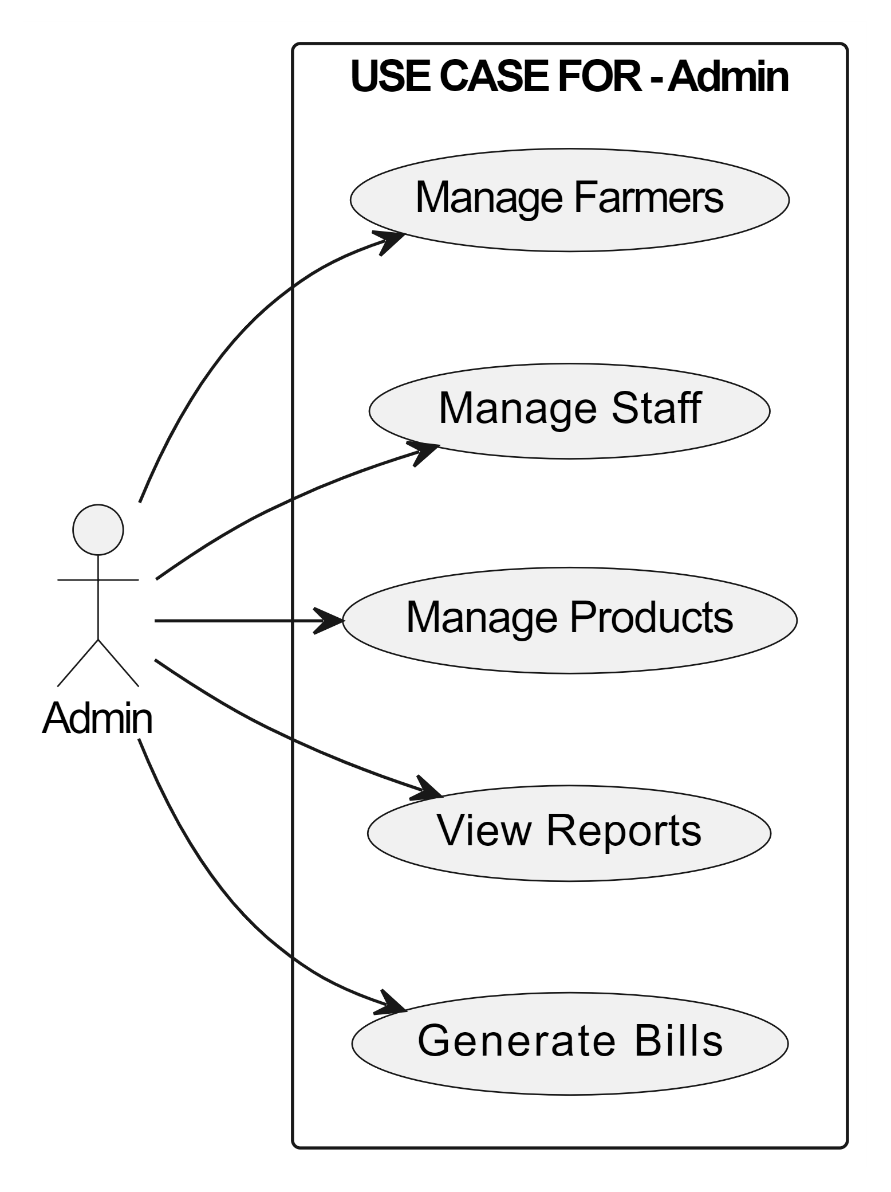 USE CASE FOR - Admin
Manage Farmers
Manage Staff
Manage Products
Admin
View Reports
Generate Bills